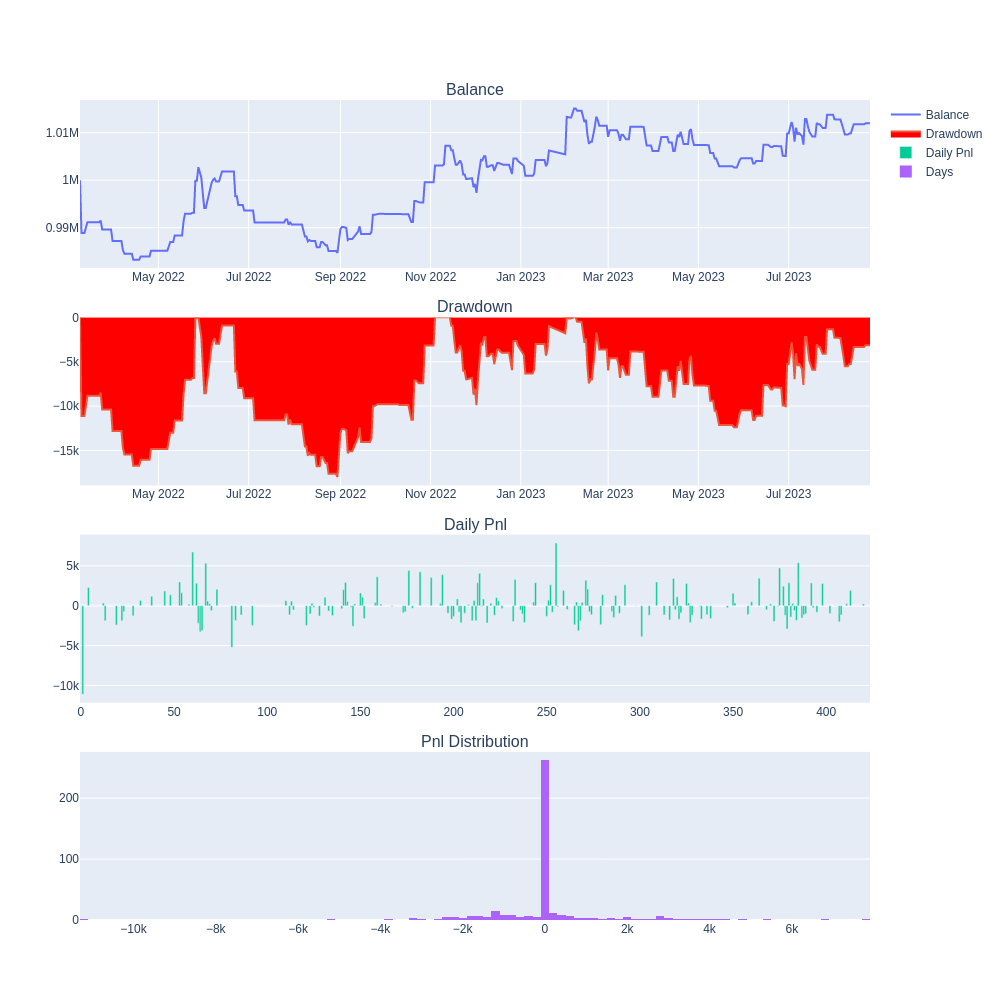 Balance
1.01M
1M
0.99M
May 2022 Jul 2022 Sep 2022 Nov 2022 Jan 2023 Mar 2023 May 2023 Jul 2023
Balance
Drawdown
Daily Pnl
Days
Drawdown
0
−5k
−10k
−15k
May 2022 Jul 2022 Sep 2022 Nov 2022 Jan 2023 Mar 2023 May 2023 Jul 2023
Daily Pnl
5k
0
−5k
−10k
0 50 100 150 200 250 300 350 400
Pnl Distribution
200
100
0
−10k −8k −6k −4k −2k 0 2k 4k 6k